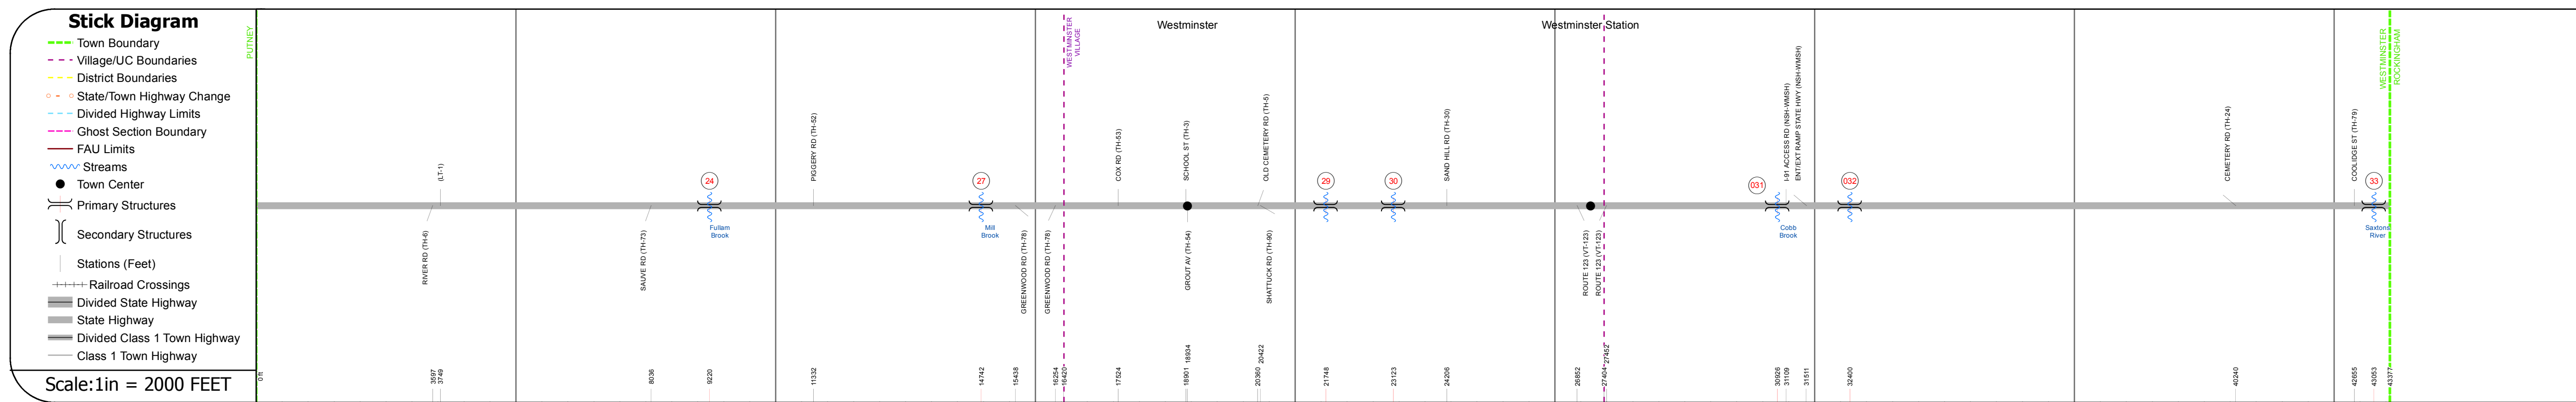 Stick Diagram
Town Boundary
Village/UC Boundaries
District Boundaries
State/Town Highway Change
Divided Highway Limits
Ghost Section Boundary
FAU Limits
Streams
Town Center
Primary Structures
Secondary Structures
Stations (Feet)
Railroad Crossings
Divided State Highway
State Highway
Divided Class 1 Town Highway
Class 1 Town Highway
Scale:1in = 2000 FEET
PUTNEY
WESTMINSTER
VILLAGE
Westminster
Westminster Station
WESTMINSTER
ROCKINGHAM
(LT-1)
PIGGERY RD (TH-52)
COX RD (TH-53)
SCHOOL ST (TH-3)
OLD CEMETERY RD (TH-5)
SAND HILL RD (TH-30)
I-91 ACCESS RD (NSH-WMSH)
ENT/EXT RAMP STATE HWY (NSH-WMSH)
CEMETERY RD (TH-24)
COOLIDGE ST (TH-79)
24
27
29
30
031
032
33
Fullam
Brook
Mill
Brook
Cobb
Brook
Saxtons
River
RIVER RD (TH-6)
SAUVE RD (TH-73)
GREENWOOD RD (TH-78)
GREENWOOD RD (TH-78)
GROUT AV (TH-54)
SHATTUCK RD (TH-90)
ROUTE 123 (VT-123)
ROUTE 123 (VT-123)
0 ft
3597
3749
8036
9220
11332
14742
15438
16254
16420
17524
18901
18934
20360
20422
21748
23123
24206
26852
27404
27452
30926
31109
31511
32400
40240
42655
43053
43377